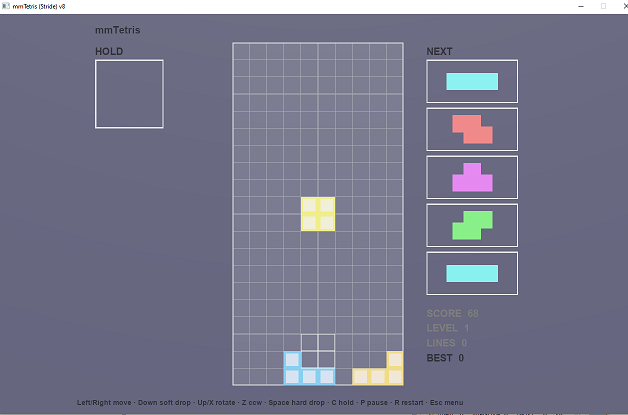 mmTetris (Stride) v8
mmTetris
HOLD
NEXT
SCORE 68
LEVEL 1
LINES 0
BEST 0
Left/Right move - Down soft drop - Up/X rotate - Z ccw - Space hard drop - C hold - P pause - R restart - Esc menu